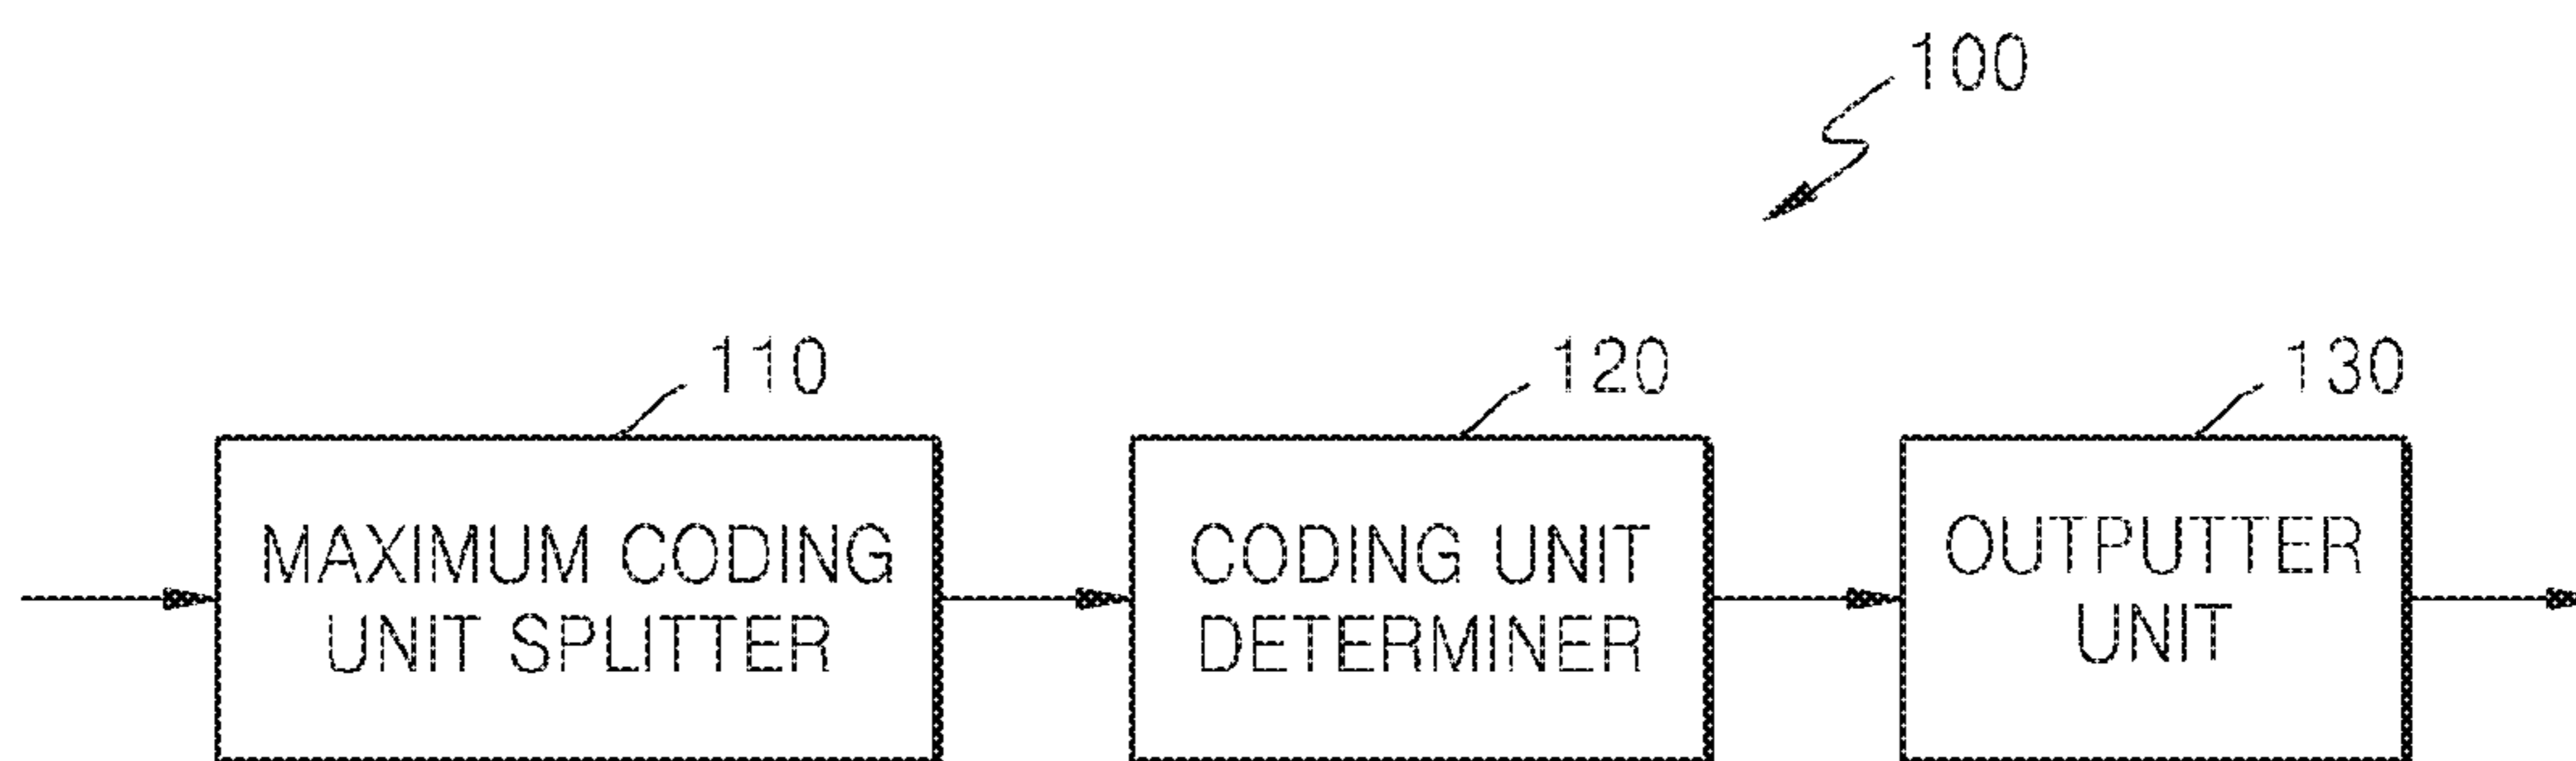 100
110
120
130
MAXIMUM CODING
UNIT SPLITTER
CODING UNIT
DETERMINER
OUTPUTTER
UNIT